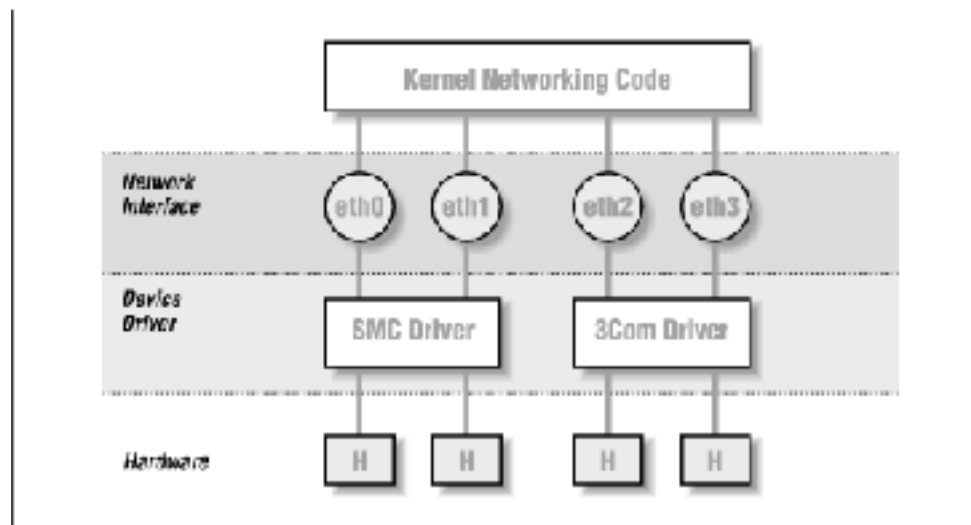 Kernel Networking Code
Network
Interface
eth0 eth1 eth2 eth3
Device
Driver
SMC Driver 3Com Driver
Hardware
H H H H